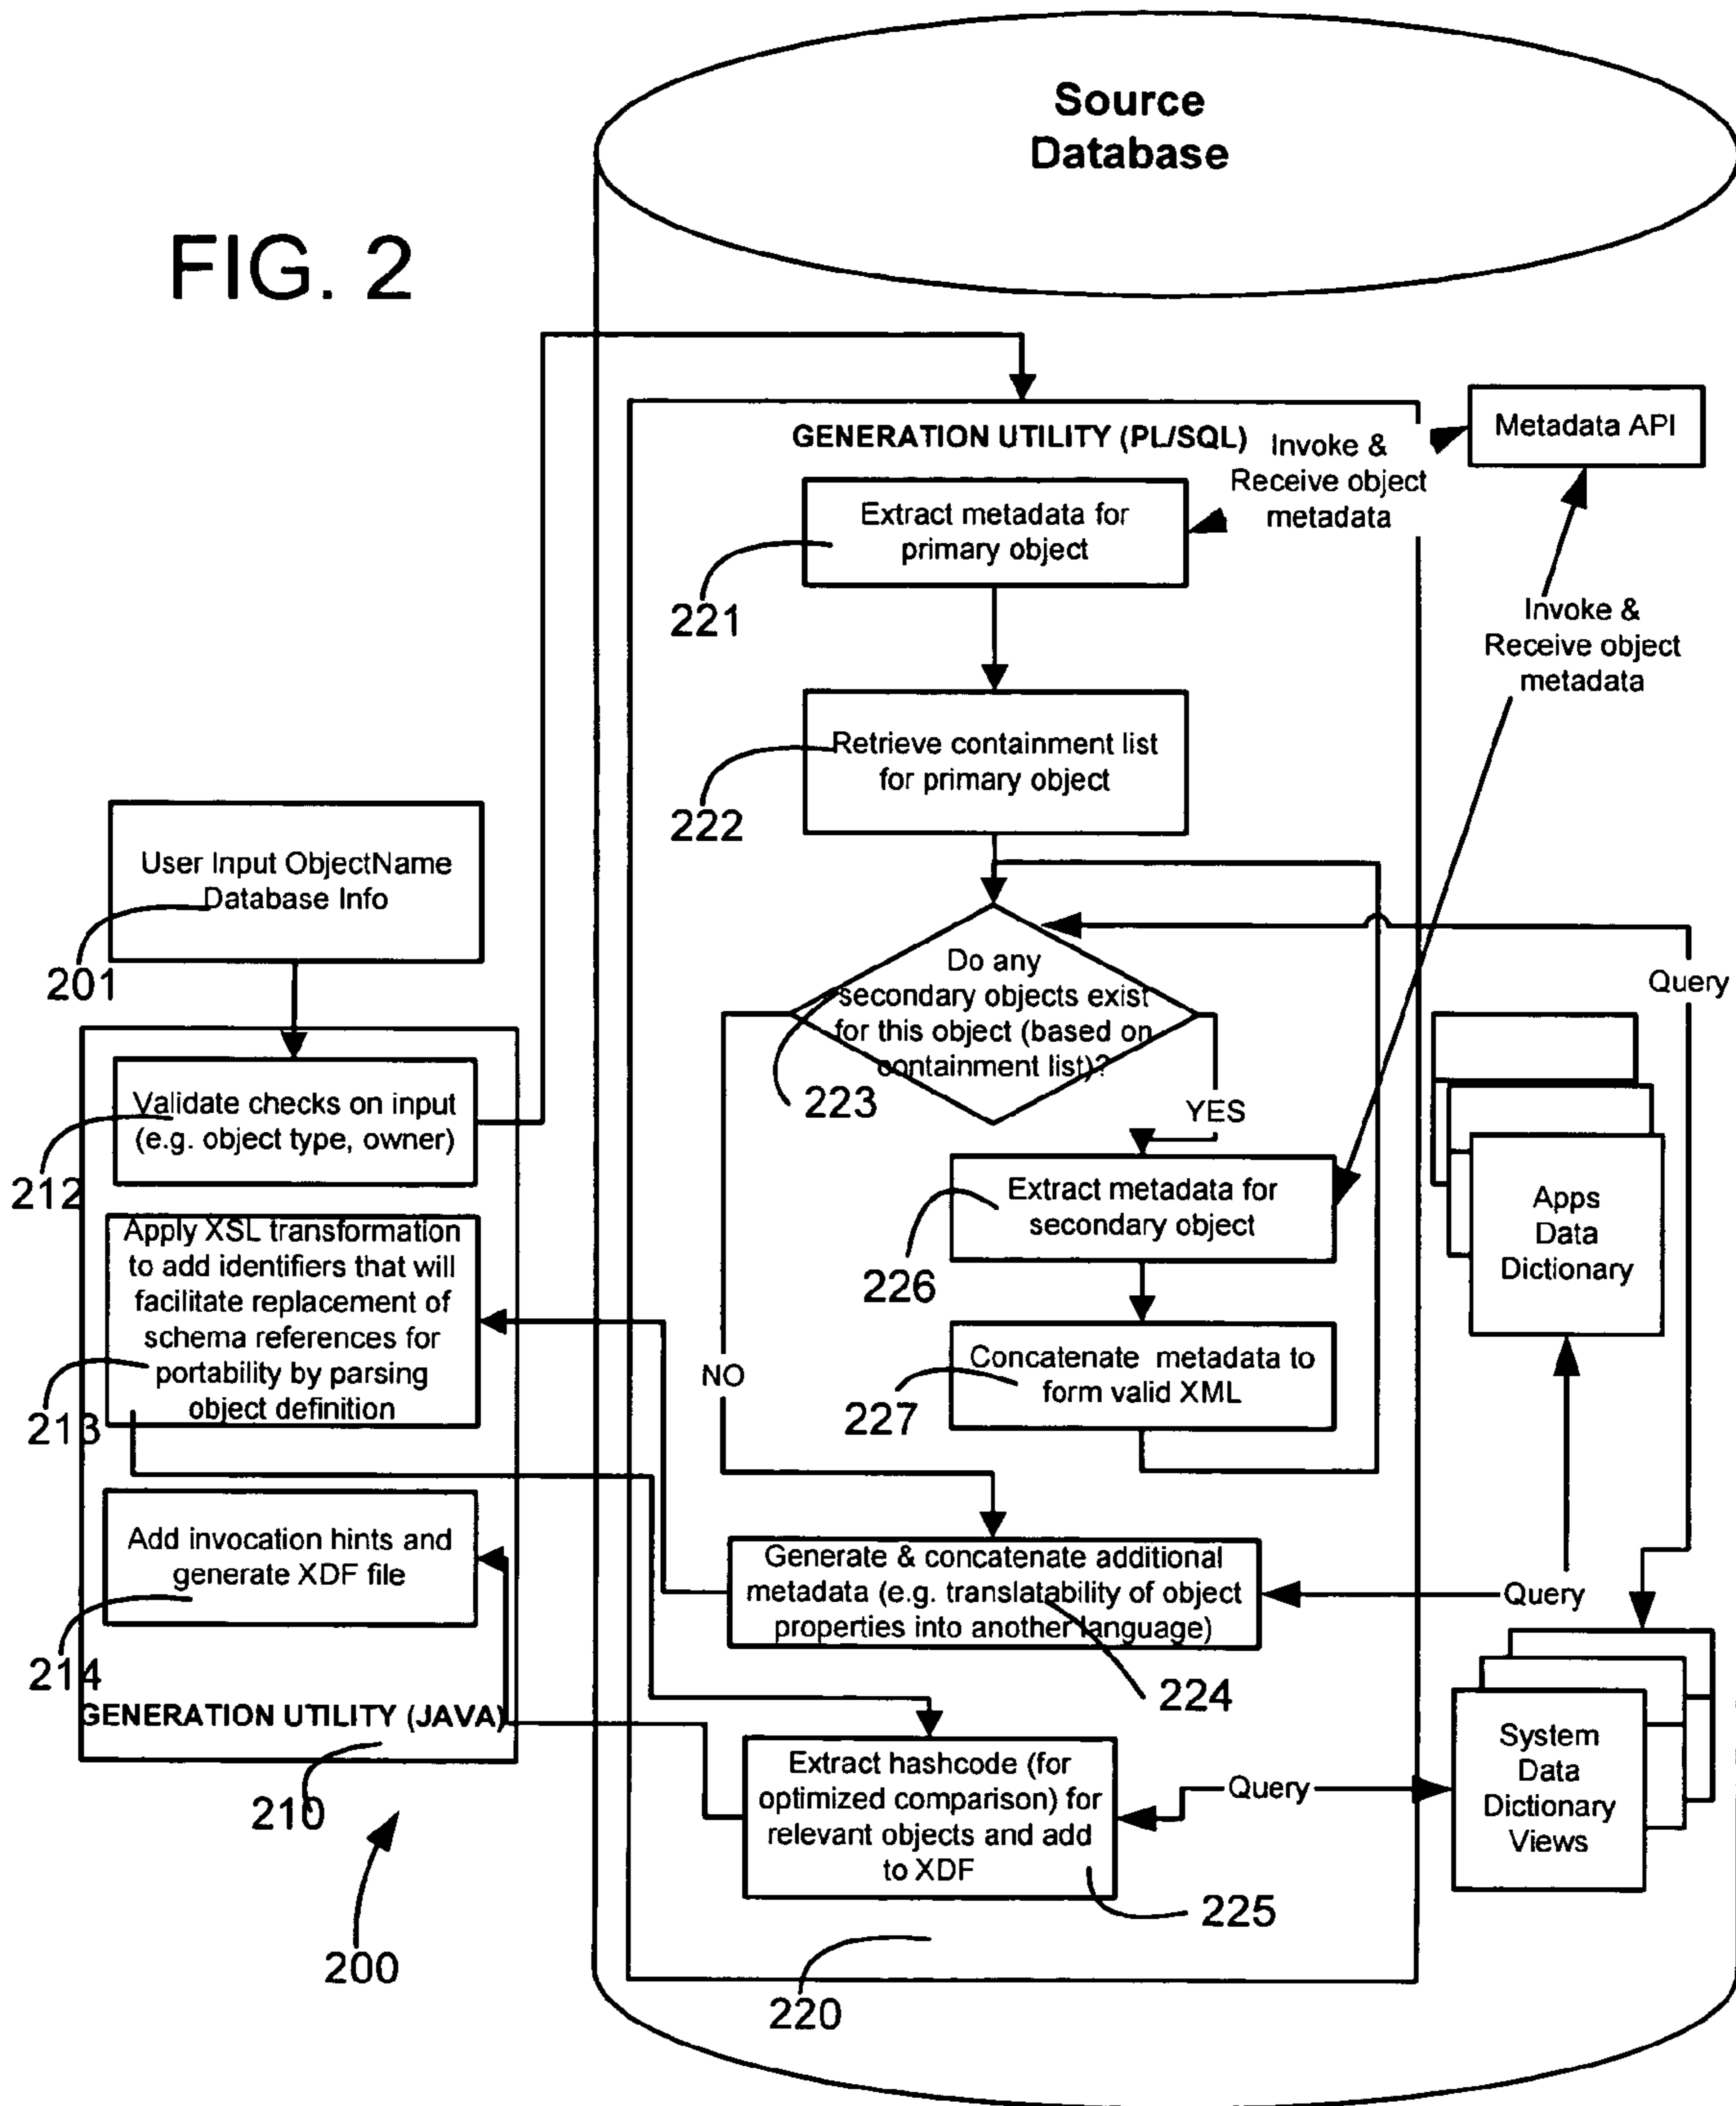 Source
Database
FIG. 2
GENERATION UTILITY (PL/SQL)
Invoke &
Receive object
metadata
Metadata API
Extract metadata for
primary object
221
Invoke &
Receive object
metadata
Retrieve containment list
for primary object
222
User Input ObjectName
Database Info
201
Do any
secondary objects exist
for this object (based on
containment list)?
223
YES
NO
Query
Validate checks on input
(e.g. object type, owner)
212
Extract metadata for
secondary object
226
Apps
Data
Dictionary
Apply XSL transformation
to add identifiers that will
facilitate replacement of
schema references for
portability by parsing
object definition
213
Concatenate metadata to
form valid XML
227
Add invocation hints and
generate XDF file
214
Generate & concatenate additional
metadata (e.g. translatability of object
properties into another language)
224
Query
GENERATION UTILITY (JAVA)
210
Extract hashcode (for
optimized comparison) for
relevant objects and add
to XDF
225
Query
System
Data
Dictionary
Views
200
220